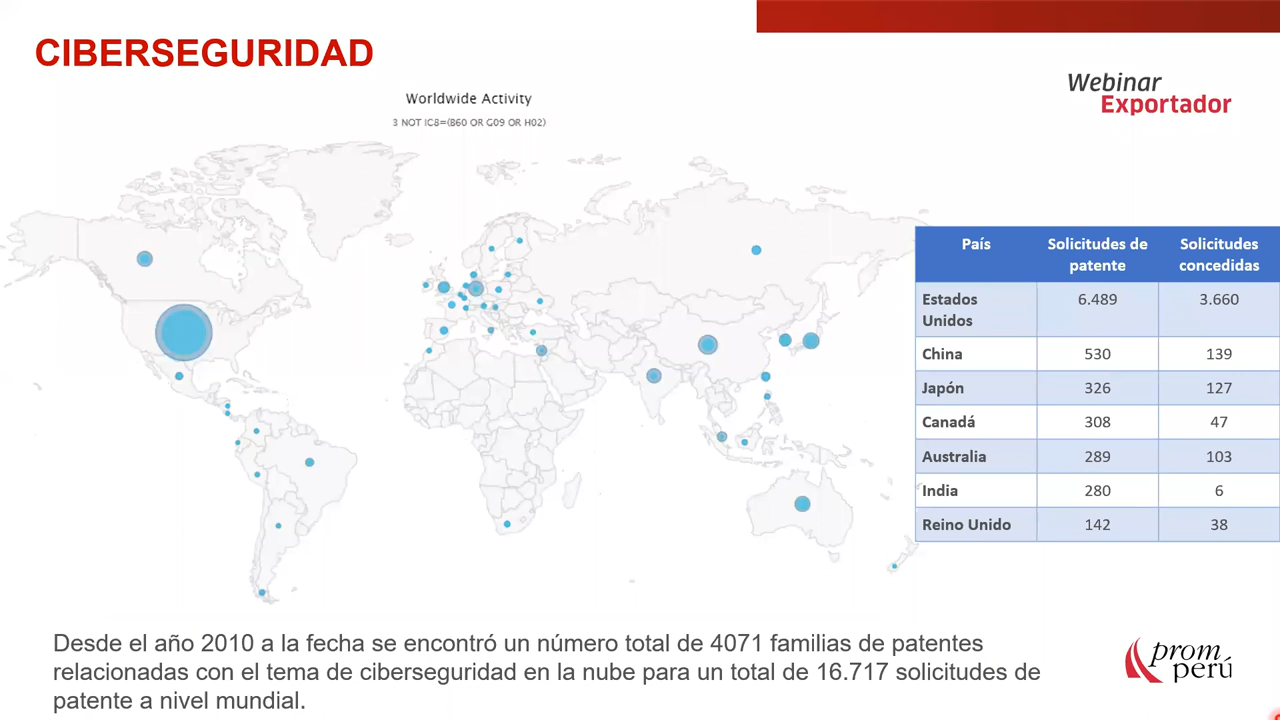 CIBERSEGURIDAD
Webinar
Exportador
Worldwide Activity
3 NOT IC8=(B60 OR G09 OR H02)
País Solicitudes de patente Solicitudes concedidas
Estados Unidos 6.489 3.660
China 530 139
Japón 326 127
Canadá 308 47
Australia 289 103
India 280 6
Reino Unido 142 38
Desde el año 2010 a la fecha se encontró un número total de 4071 familias de patentes
relacionadas con el tema de ciberseguridad en la nube para un total de 16.717 solicitudes de
patente a nivel mundial.
prom
perú